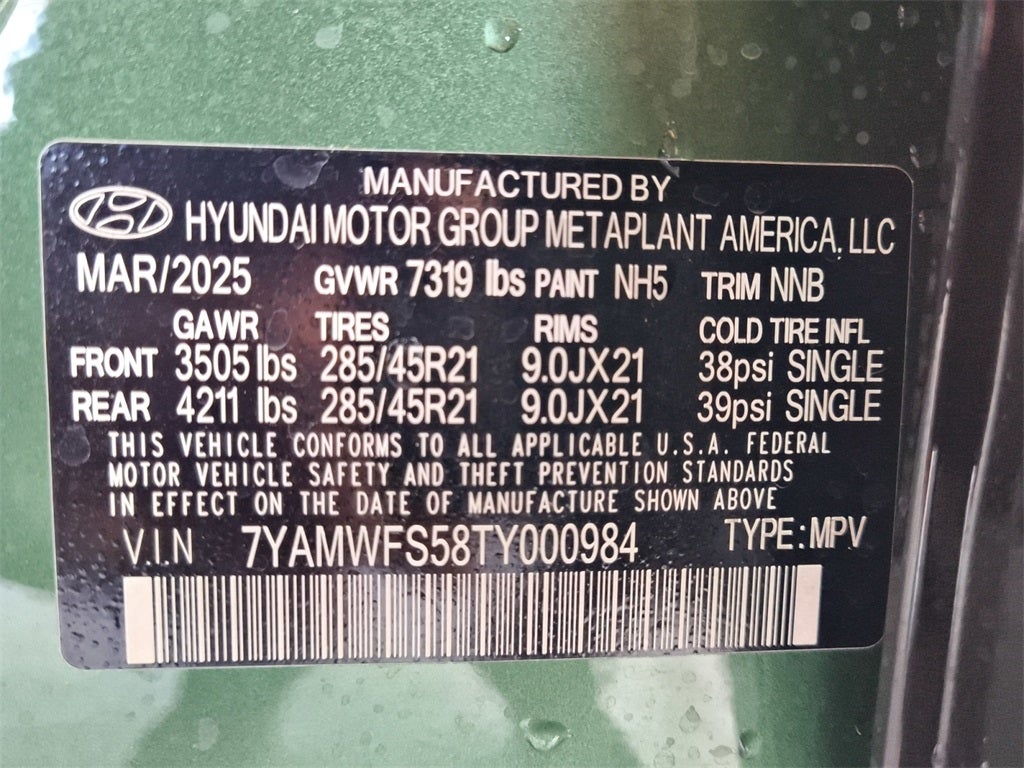 MANUFACTURED BY
HYUNDAI MOTOR GROUP METAPLANT AMERICA, LLC
MAR/2025 GVWR 7319 lbs PAINT NH5 TRIM NNB
GAWR TIRES RIMS COLD TIRE INFL
FRONT 3505 lbs 285/45R21 9.0JX21 38psi SINGLE
REAR 4211 lbs 285/45R21 9.0JX21 39psi SINGLE
THIS VEHICLE CONFORMS TO ALL APPLICABLE U.S.A. FEDERAL
MOTOR VEHICLE SAFETY AND THEFT PREVENTION STANDARDS
IN EFFECT ON THE DATE OF MANUFACTURE SHOWN ABOVE
V.I.N 7YAMWFS58TY000984 TYPE: MPV